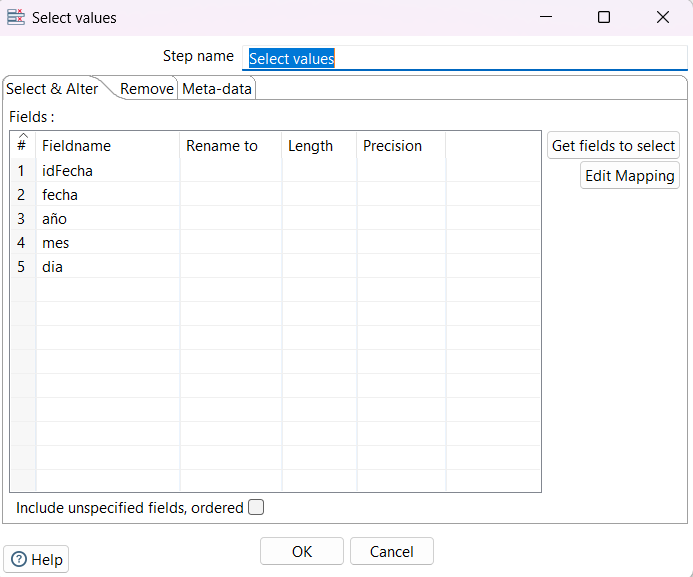 Select values
Step name Select values
Select & Alter Remove Meta-data
Fields :
# Fieldname Rename to Length Precision
Get fields to select
Edit Mapping
1 idFecha
2 fecha
3 año
4 mes
5 dia
Include unspecified fields, ordered
Help
OK
Cancel